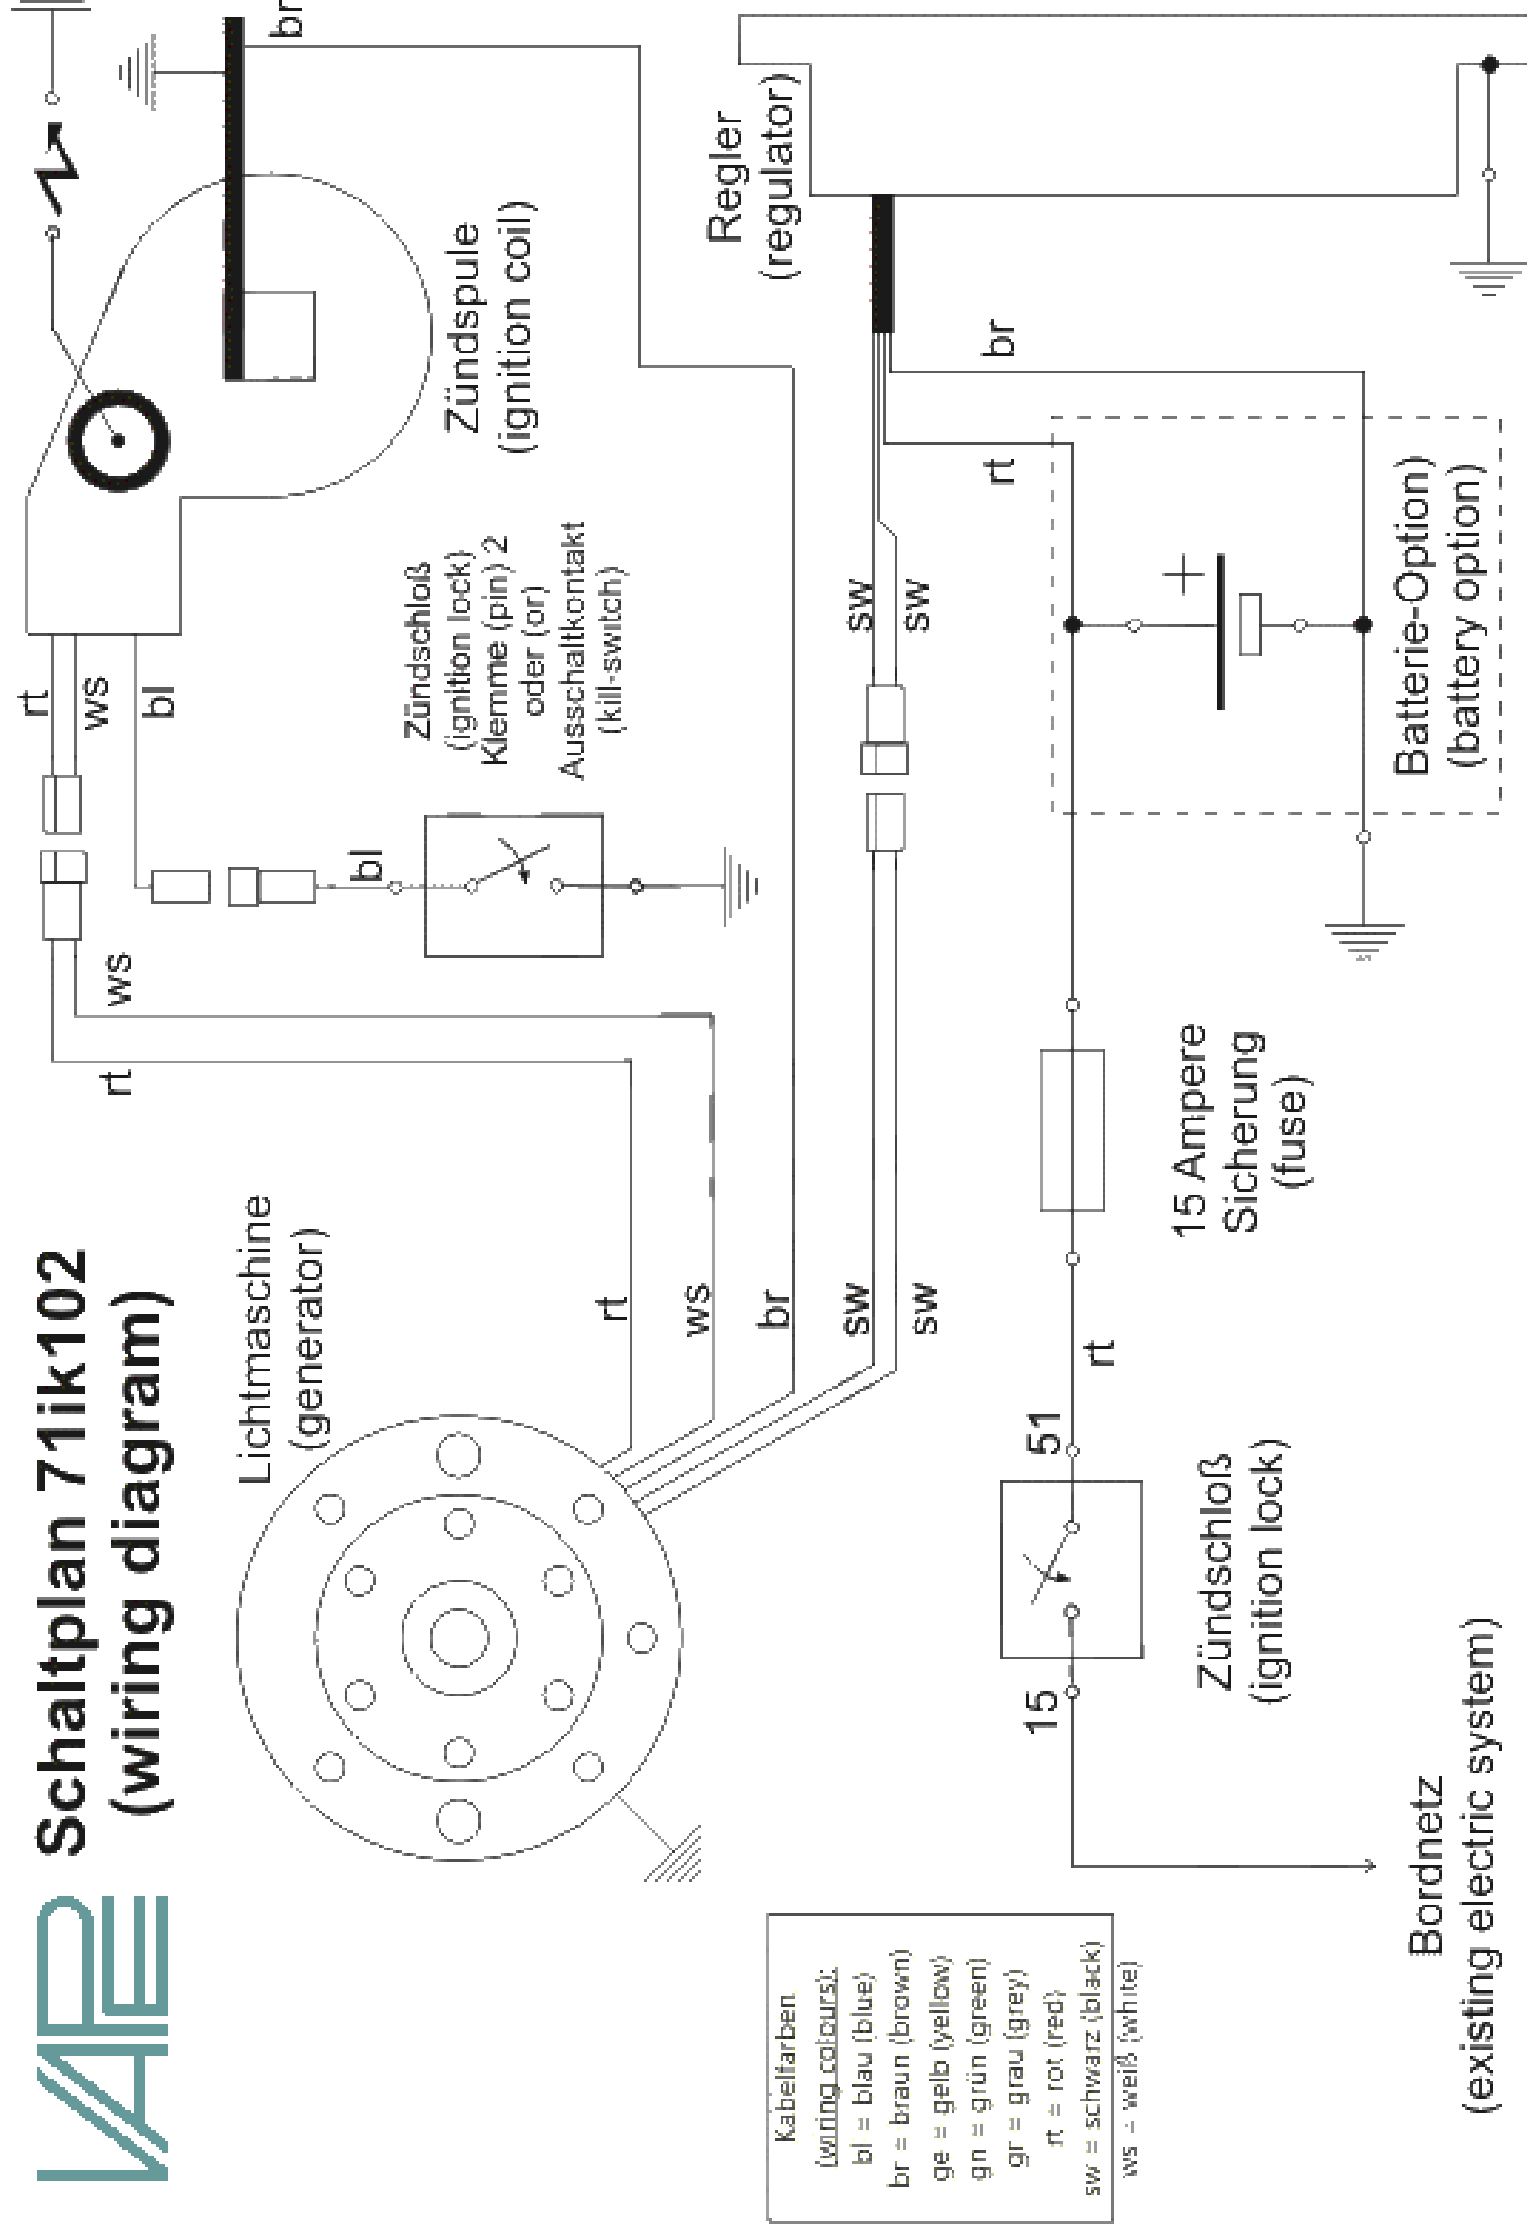 VAPE
Schaltplan 71ik102
(wiring diagram)
Lichtmaschine
(generator)
rt
ws
br
sw
sw
rt
ws
rt
ws
bl
bl
br
Zündschloß
(ignition lock)
Klemme (pin) 2
oder (or)
Ausschaltkontakt
(kill-switch)
Zündspule
(ignition coil)
Regler
(regulator)
sw
sw
rt
br
+
Batterie-Option)
(battery option)
15 Ampere
Sicherung
(fuse)
rt
51
15
Zündschloß
(ignition lock)
Bordnetz
(existing electric system)
Kabelfarben
(wiring colours):
bl = blau (blue)
br = braun (brown)
ge = gelb (yellow)
gn = grün (green)
gr = grau (grey)
rt = rot (red)
sw = schwarz (black)
ws = weiß (white)